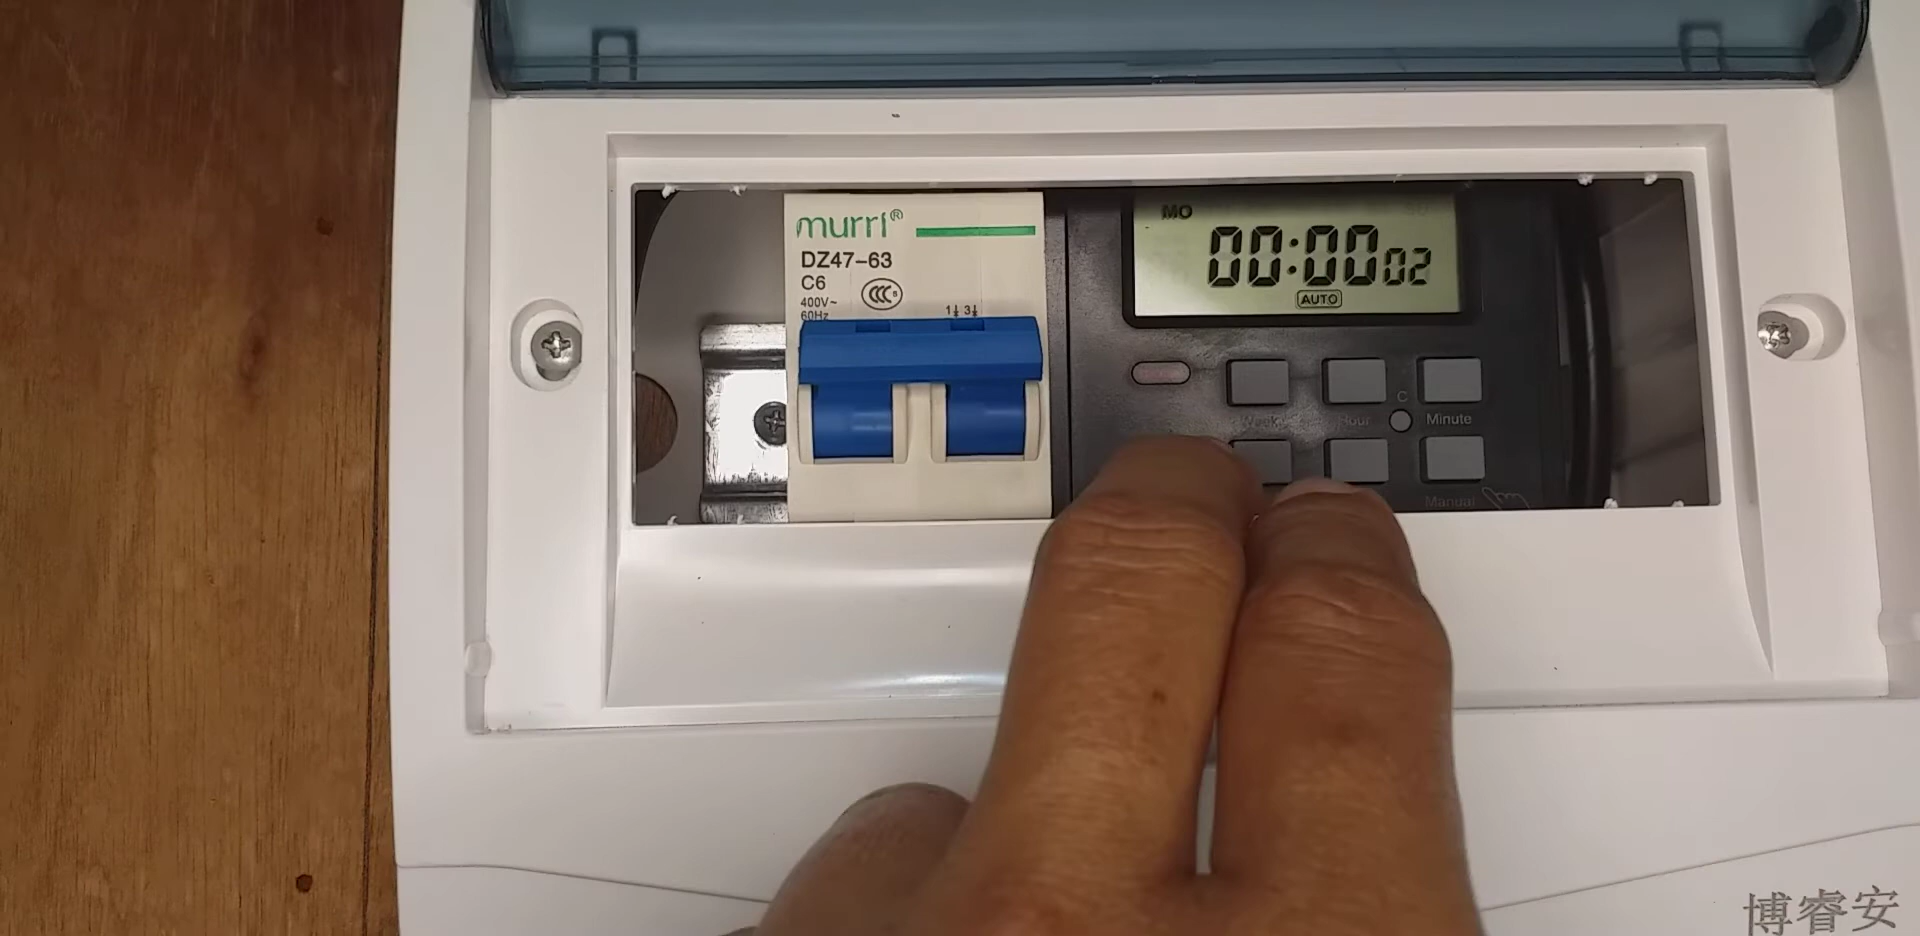 murri®
DZ47-63
C6
400V~
60Hz
CCC S
1 3
MO
00:00 02
AUTO
Week
Hour
C
Minute
Manual
博睿安